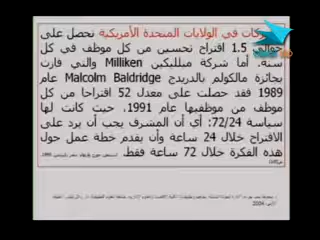 ركات في الولايات المتحدة الأمريكية تحصل على
حوالي 1.5 اقتراح تحسين من كل موظف في كل
سنة. أما شركة ميلليكين Milliken والتي فازت
بجائزة مالكولم بالدريدج Malcolm Baldridge عام
1989 فقد حصلت على معدل 52 اقتراحا من كل
موظف من موظفيها عام 1991، حيث كانت لها
سياسة 72/24: أي أن المشرف يجب أن يرد على
الاقتراح خلال 24 ساعة وأن يقدم خطة عمل حول
هذه الفكرة خلال 72 ساعة فقط.